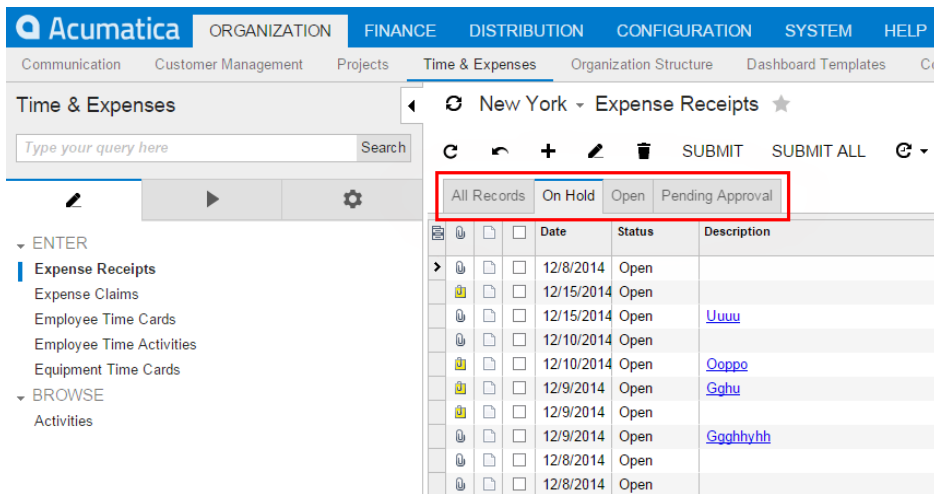 Acumatica ORGANIZATION FINANCE DISTRIBUTION CONFIGURATION SYSTEM HELP
Communication Customer Management Projects Time & Expenses Organization Structure Dashboard Templates
Time & Expenses
New York Expense Receipts
Type your query here Search
SUBMIT SUBMIT ALL
All Records On Hold Open Pending Approval
ENTER
Expense Receipts
Expense Claims
Employee Time Cards
Employee Time Activities
Equipment Time Cards
BROWSE
Activities
Date Status Description
12/8/2014 Open
12/15/2014 Open
12/15/2014 Open Uuuu
12/10/2014 Open
12/10/2014 Open Ooppo
12/9/2014 Open Gghu
12/9/2014 Open
12/9/2014 Open Ggghhyhh
12/8/2014 Open
12/8/2014 Open